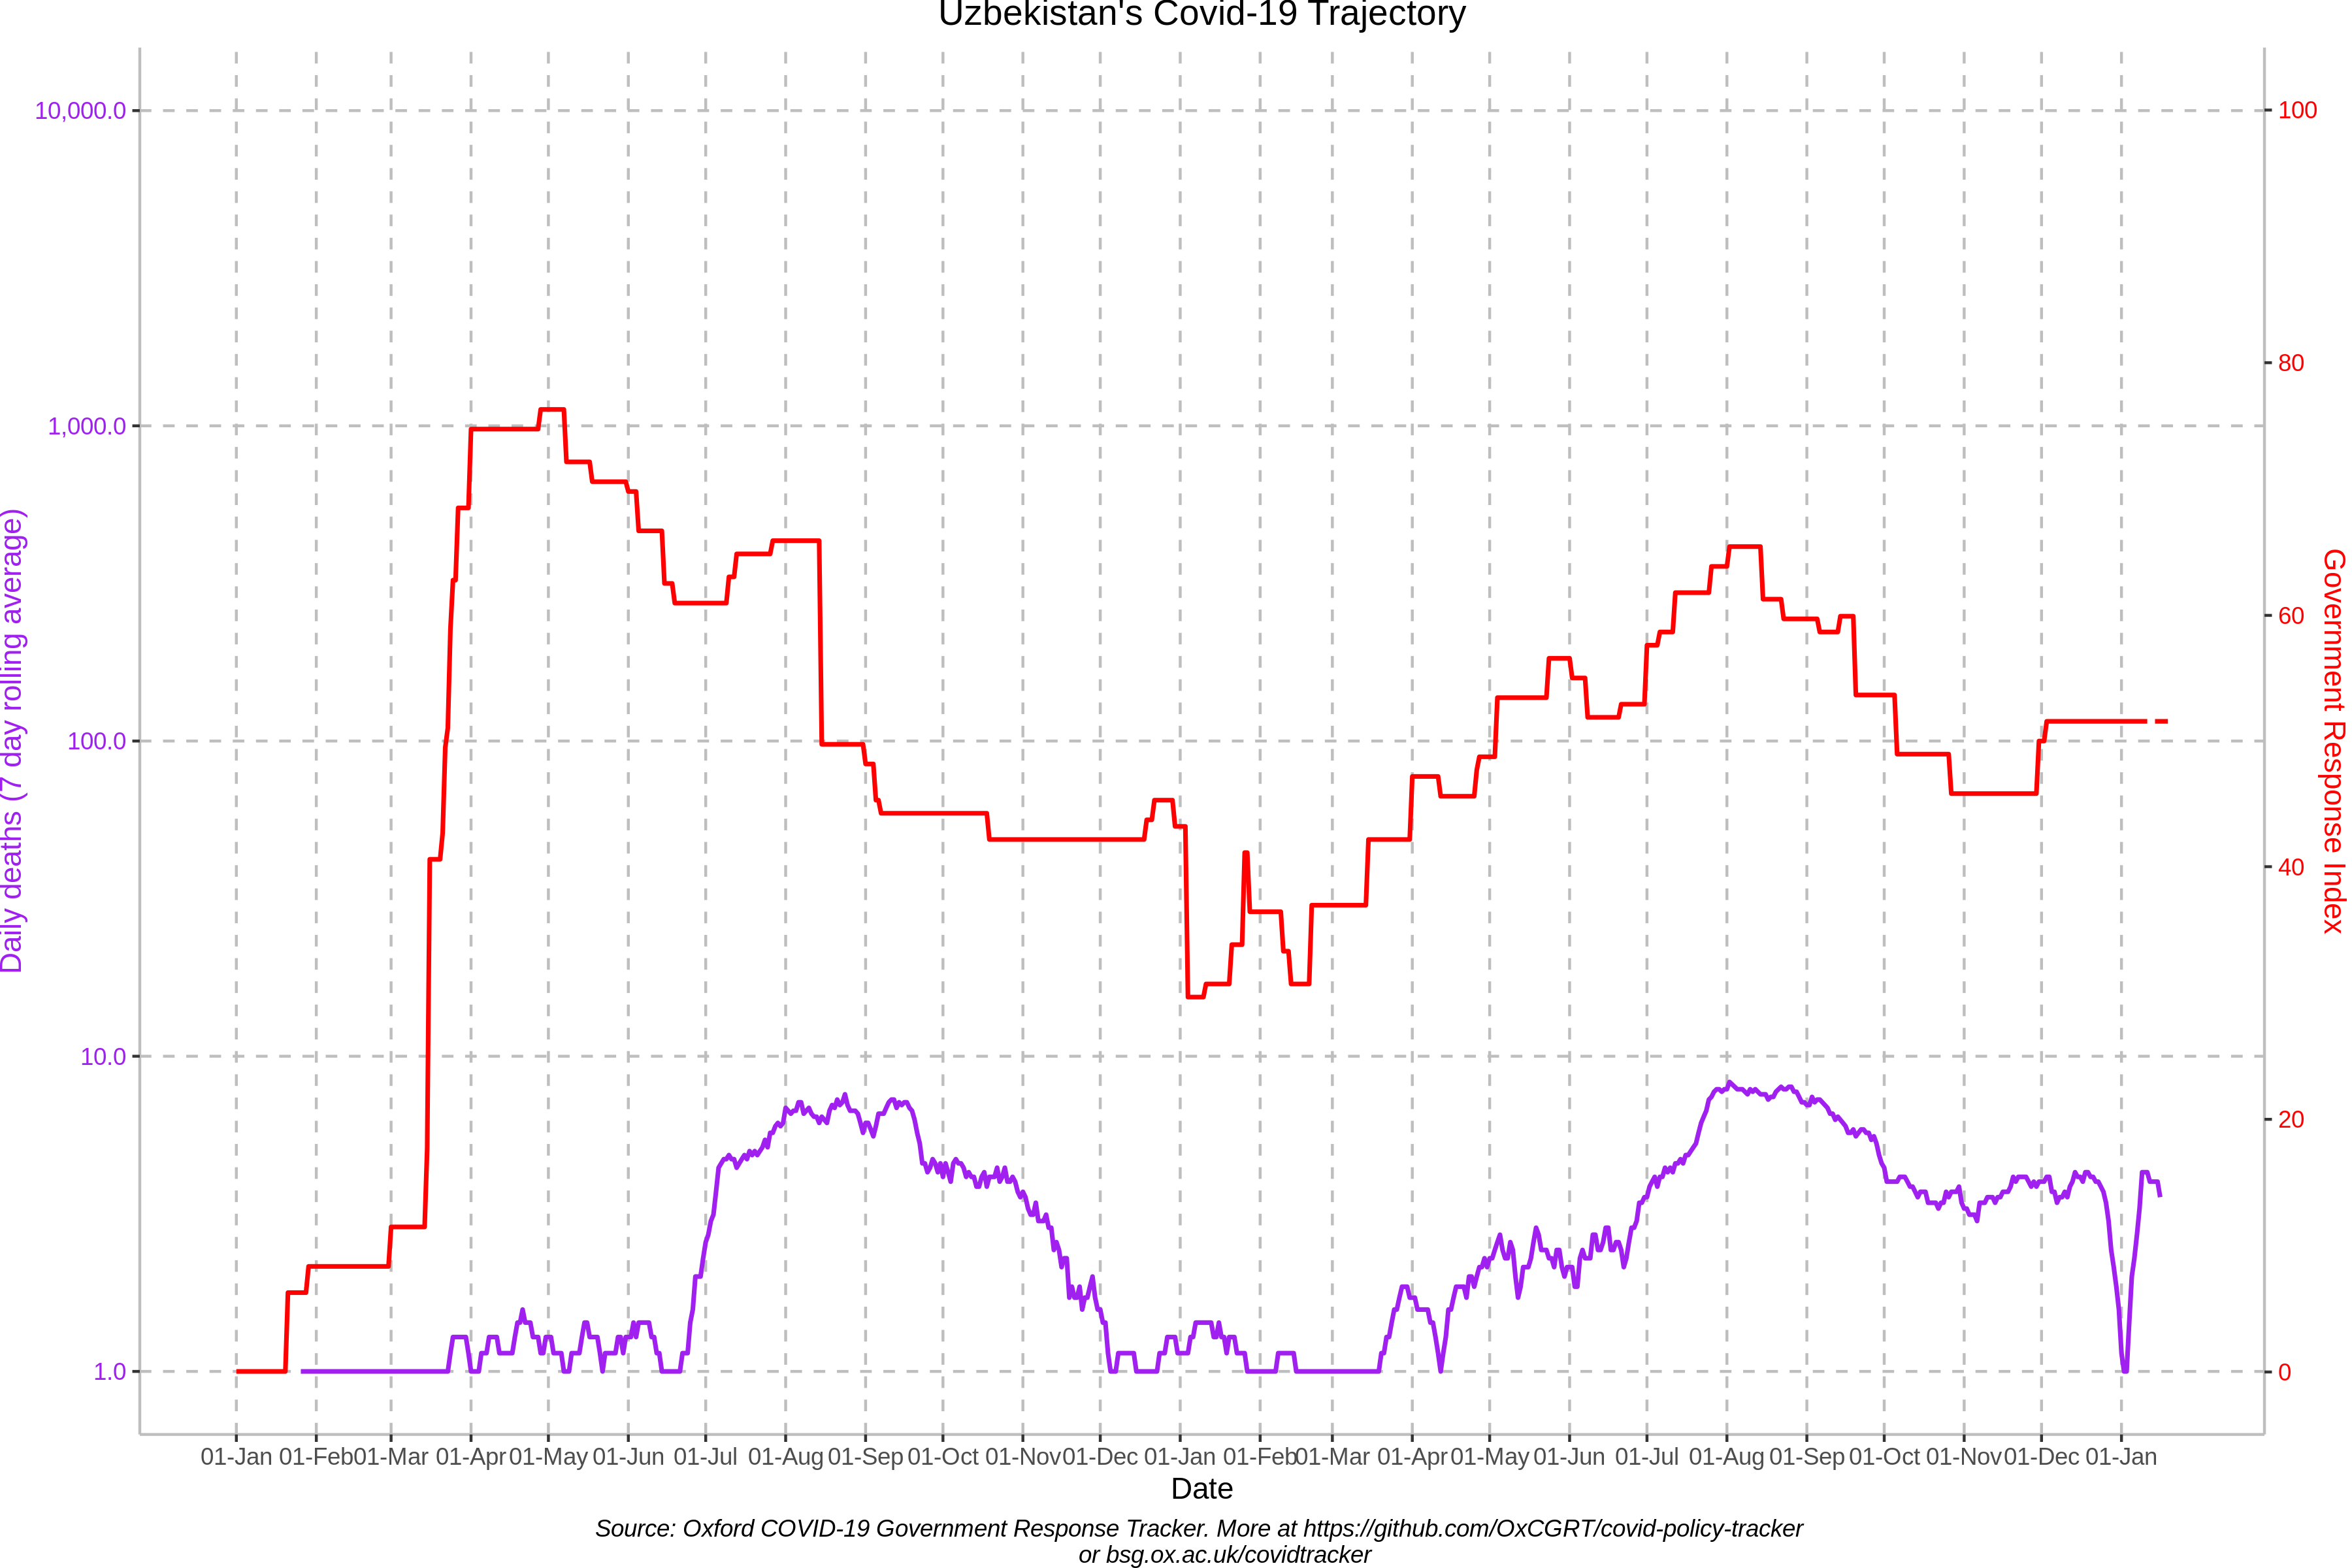 Uzbekistan's Covid-19 Trajectory
10,000.0
1,000.0
100.0
10.0
1.0
Daily deaths (7 day rolling average)
100
80
60
40
20
0
Government Response Index
01-Jan 01-Feb 01-Mar 01-Apr 01-May 01-Jun 01-Jul 01-Aug 01-Sep 01-Oct 01-Nov 01-Dec 01-Jan 01-Feb 01-Mar 01-Apr 01-May 01-Jun 01-Jul 01-Aug 01-Sep 01-Oct 01-Nov 01-Dec 01-Jan
Date
Source: Oxford COVID-19 Government Response Tracker. More at https://github.com/OxCGRT/covid-policy-tracker
or bsg.ox.ac.uk/covidtracker